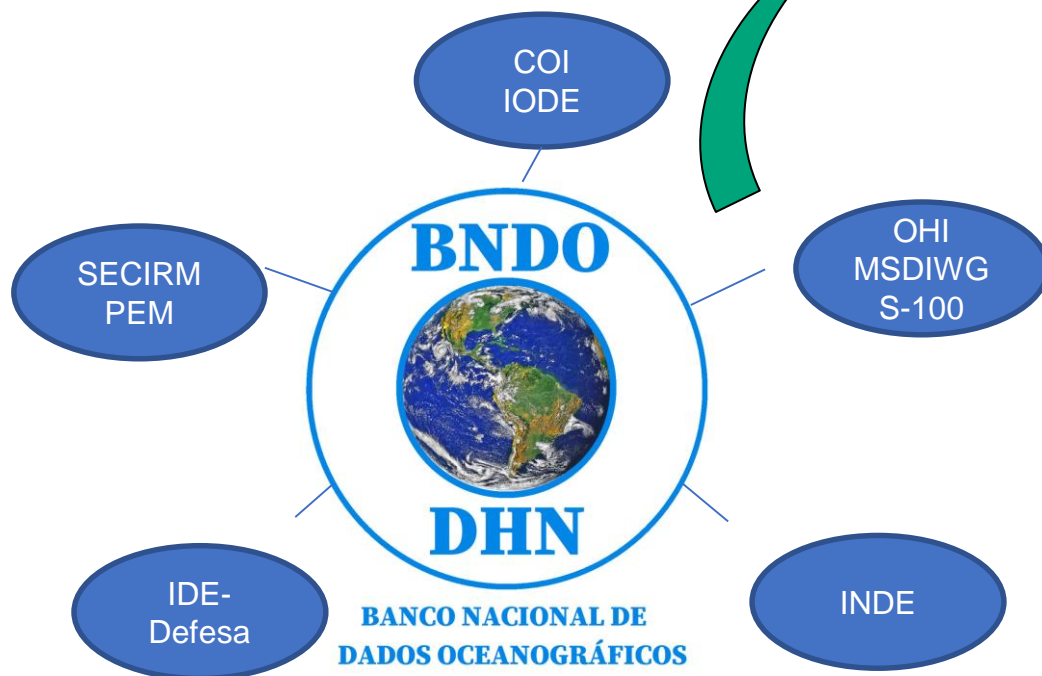 COI
IODE
SECIRM
PEM
BNDO
OHI
MSDIWG
S-100
DHN
IDE-
Defesa
INDE
BANCO NACIONAL DE
DADOS OCEANOGRÁFICOS